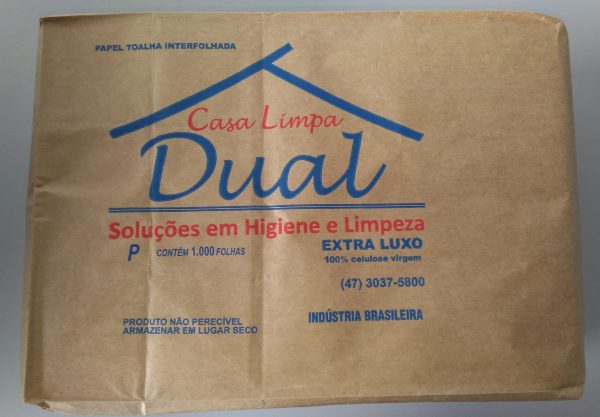 PAPEL TOALHA INTERFOLHADA
Casa Limpa
Dual
Soluções em Higiene e Limpeza
P CONTÉM 1.000 FOLHAS
EXTRA LUXO
100% celulose virgem
(47) 3037-5800
PRODUTO NÃO PERECÍVEL
ARMAZENAR EM LUGAR SECO
INDÚSTRIA BRASILEIRA